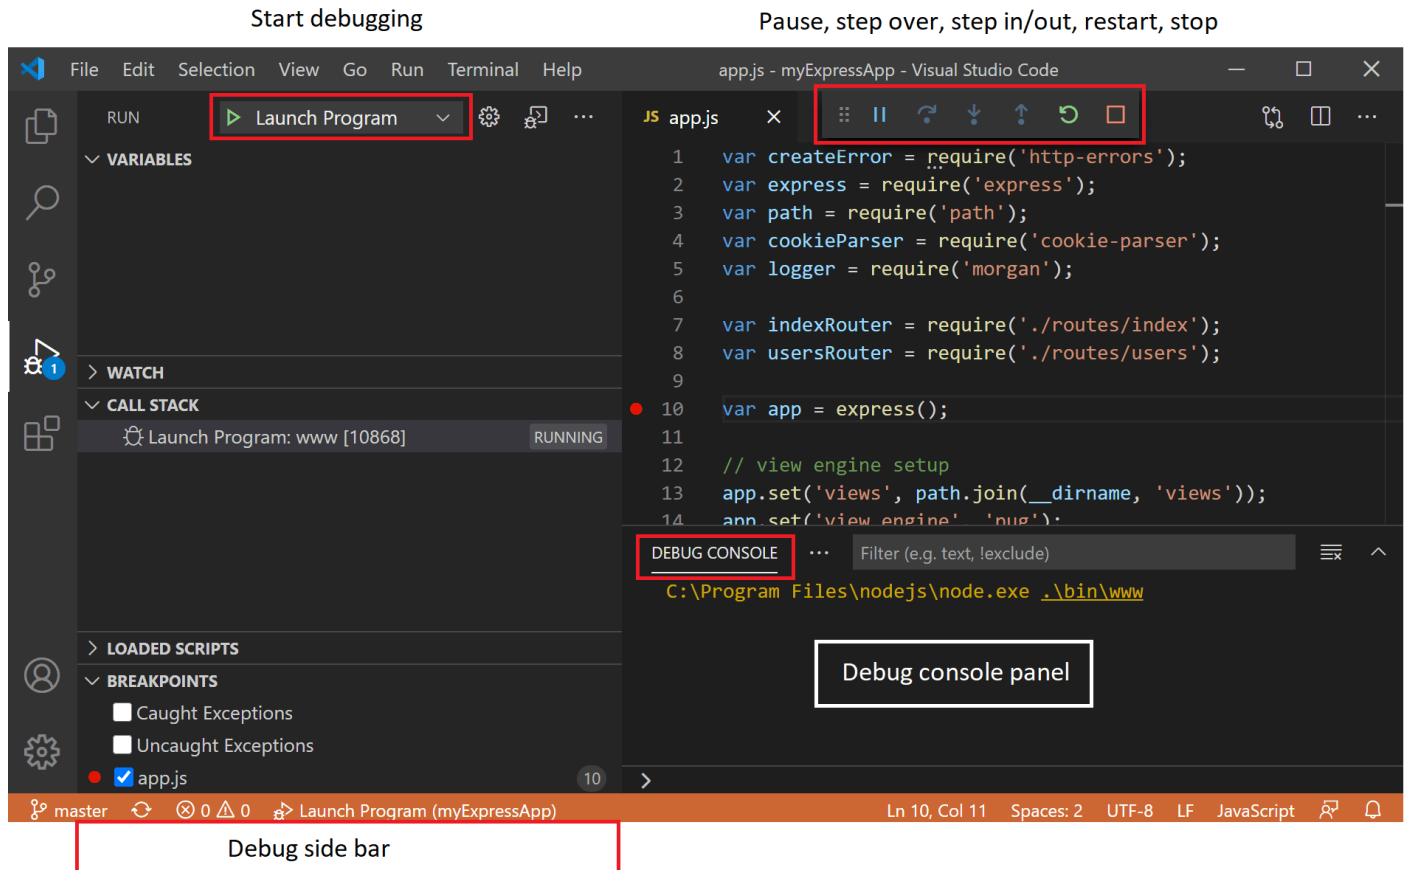 Start debugging
Pause, step over, step in/out, restart, stop
File Edit Selection View Go Run Terminal Help
app.js - myExpressApp - Visual Studio Code
RUN
Launch Program
JS app.js
VARIABLES
1 var createError = require('http-errors');
2 var express = require('express');
3 var path = require('path');
4 var cookieParser = require('cookie-parser');
5 var logger = require('morgan');
6
7 var indexRouter = require('./routes/index');
8 var usersRouter = require('./routes/users');
9
10 var app = express();
11
12 // view engine setup
13 app.set('views', path.join(__dirname, 'views'));
14 app.set('view engine', 'pug');
1
WATCH
CALL STACK
Launch Program: www [10868] RUNNING
DEBUG CONSOLE
Filter (e.g. text, !exclude)
C:\Program Files\nodejs\node.exe .\bin\www
Debug console panel
LOADED SCRIPTS
BREAKPOINTS
Caught Exceptions
Uncaught Exceptions
app.js 10
master 0 0 Launch Program (myExpressApp)
Ln 10, Col 11 Spaces: 2 UTF-8 LF JavaScript
Debug side bar